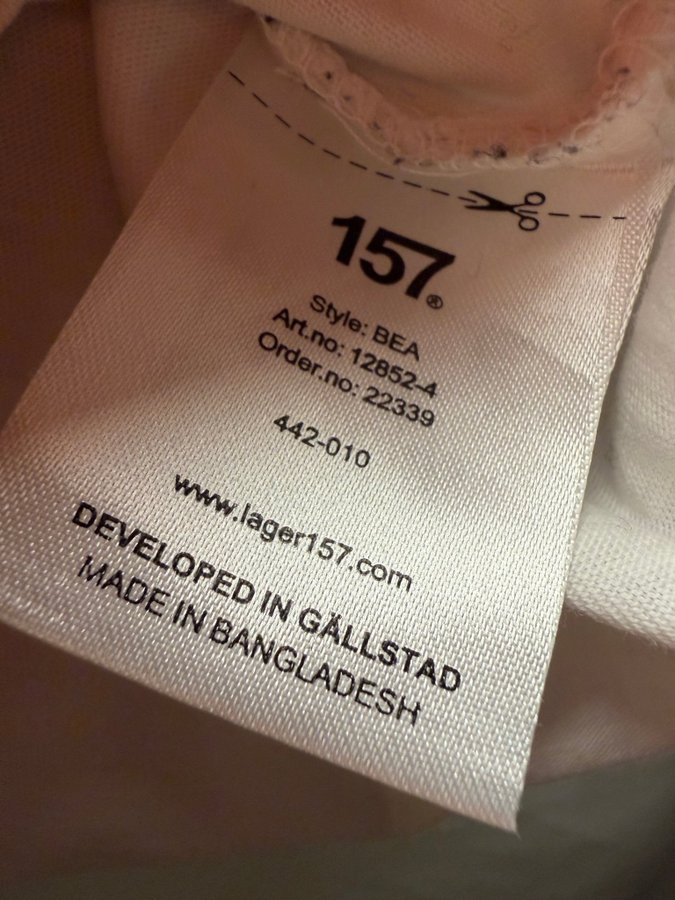 157®
Style: BEA
Art.no: 12852-4
Order.no: 22339
442-010
www.lager157.com
DEVELOPED IN GÄLLSTAD
MADE IN BANGLADESH